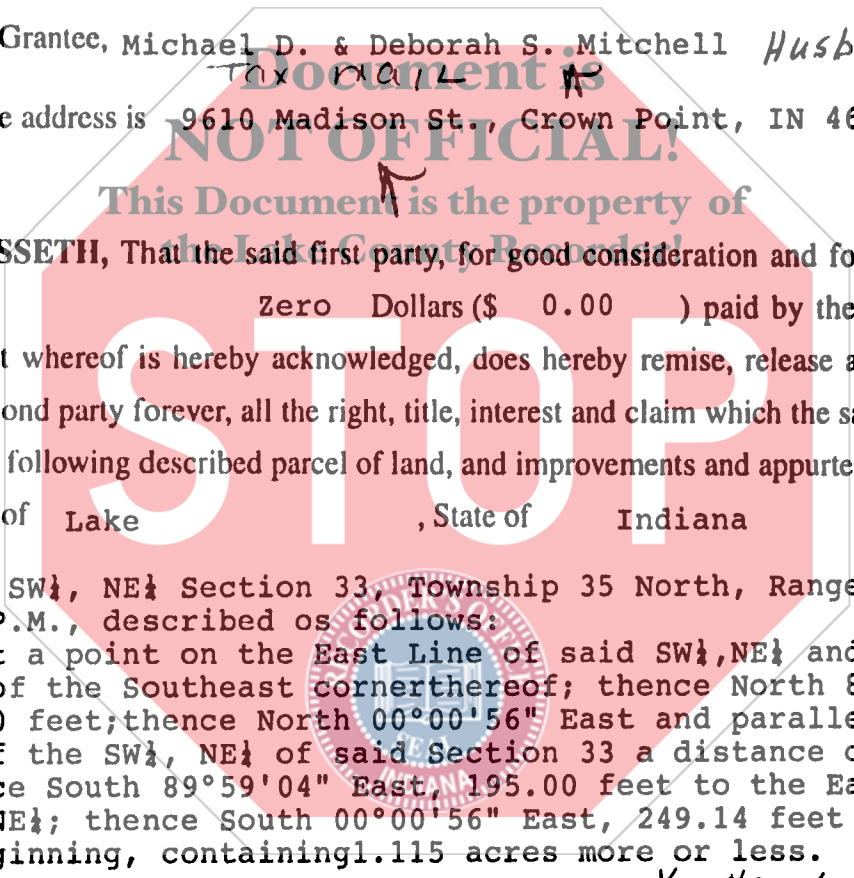 Grantee, Michael D. & Deborah S. Mitchell Husb
Tax MAIL
Document is
e address is 9610 Madison St., Crown Point, IN 46
NOT OFFICIAL!
This Document is the property of
the Lake County Recorder!
SSETH, That the said first party, for good consideration and fo
Zero Dollars ($ 0.00 ) paid by the
t whereof is hereby acknowledged, does hereby remise, release a
ond party forever, all the right, title, interest and claim which the sa
following described parcel of land, and improvements and appurte
of Lake , State of Indiana
STOP
SW¼, NE¼ Section 33, Township 35 North, Range
P.M., described os follows:
t a point on the East Line of said SW¼,NE¼ and
of the Southeast cornerthereof; thence North 8
0 feet;thence North 00°00'56" East and paralle
f the SW¼, NE¼ of said Section 33 a distance o
ce South 89°59'04" East, 195.00 feet to the Ea
NE¼; thence South 00°00'56" East, 249.14 feet
ginning, containing1.115 acres more or less.
RECORDER'S OFFICE
SEAL
INDIANA